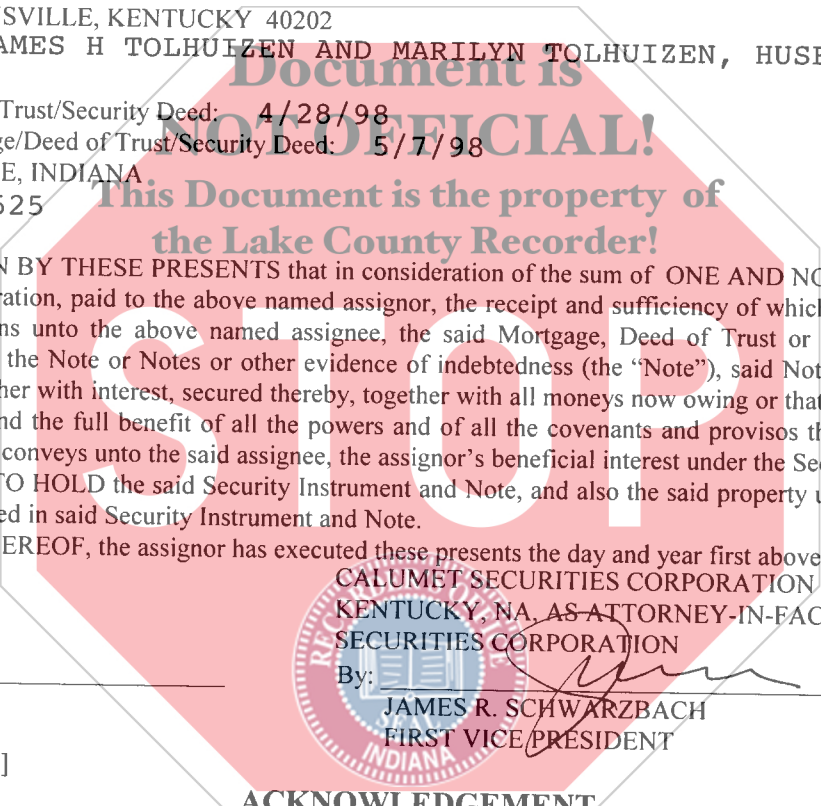 SVILLE, KENTUCKY 40202
AMES H TOLHUIZEN AND MARILYN TOLHUIZEN, HUSB
Document is
Trust/Security Deed: 4/28/98
NOT OFFICIAL!
ge/Deed of Trust/Security Deed: 5/7/98
E, INDIANA
This Document is the property of
525
the Lake County Recorder!
N BY THESE PRESENTS that in consideration of the sum of ONE AND NO
ration, paid to the above named assignor, the receipt and sufficiency of which
ns unto the above named assignee, the said Mortgage, Deed of Trust or
the Note or Notes or other evidence of indebtedness (the “Note”), said Not
her with interest, secured thereby, together with all moneys now owing or that
nd the full benefit of all the powers and of all the covenants and provisos th
STOP
conveys unto the said assignee, the assignor’s beneficial interest under the Sec
TO HOLD the said Security Instrument and Note, and also the said property u
ed in said Security Instrument and Note.
EREOF, the assignor has executed these presents the day and year first above
CALUMET SECURITIES CORPORATION
KENTUCKY, NA, AS ATTORNEY-IN-FAC
SECURITIES CORPORATION
By:
JAMES R. SCHWARZBACH
FIRST VICE PRESIDENT
SEAL
INDIANA
]
ACKNOWLEDGEMENT